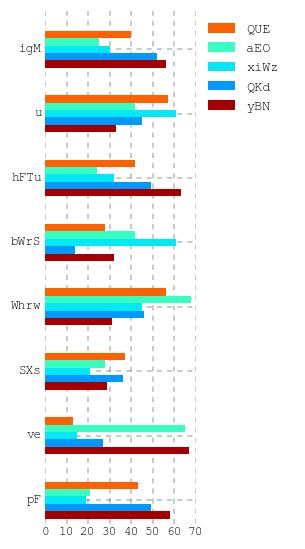 QUE
aEO
xiWz
QKd
yBN
igM
u
hFTu
bWrS
Whrw
SXs
ve
pF
0 10 20 30 40 50 60 70